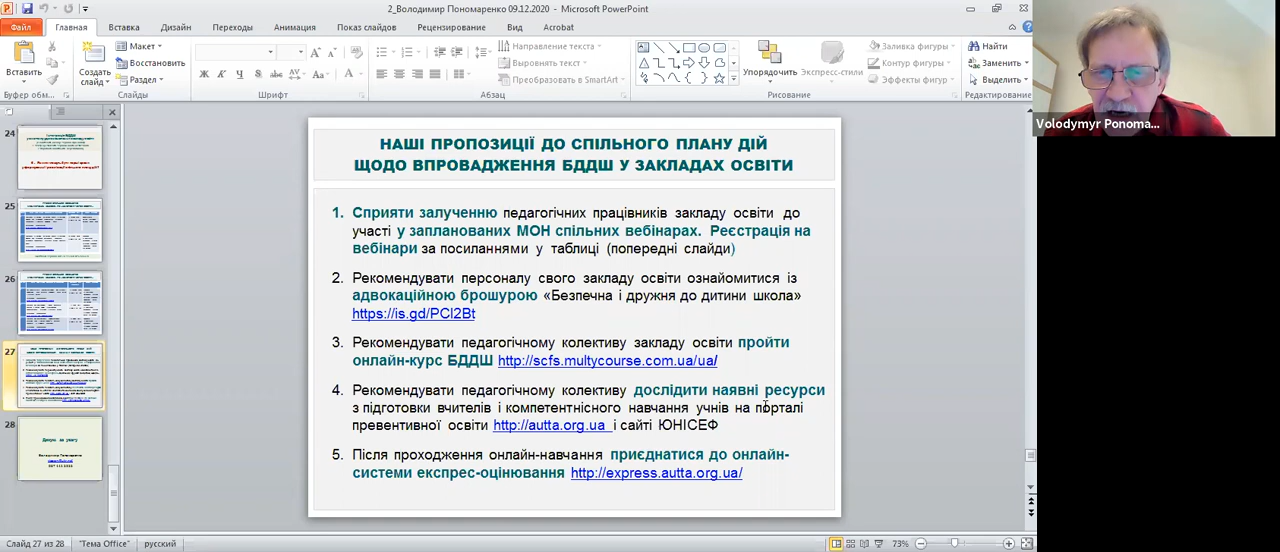 2_Володимир Пономаренко 09.12.2020 - Microsoft PowerPoint
Файл Главная Вставка Дизайн Переходы Анимация Показ слайдов Рецензирование Вид Acrobat
Вставить
Буфер обм...
Создать слайд
Макет
Восстановить
Раздел
Слайды
Шрифт
Направление текста
Выровнять текст
Преобразовать в SmartArt
Абзац
Упорядочить
Экспресс-стили
Заливка фигуры
Контур фигуры
Эффекты фигур
Рисование
Найти
Заменить
Выделить
Редактирование
Volodymyr Ponoma...
24
25
26
27
28
НАШІ ПРОПОЗИЦІЇ ДО СПІЛЬНОГО ПЛАНУ ДІЙ
ЩОДО ВПРОВАДЖЕННЯ БДДШ У ЗАКЛАДАХ ОСВІТИ
1. Сприяти залученню педагогічних працівників закладу освіти до
участі у запланованих МОН спільних вебінарах. Реєстрація на
вебінари за посиланнями у таблиці (попередні слайди)
2. Рекомендувати персоналу свого закладу освіти ознайомитися із
адвокаційною брошурою «Безпечна і дружня до дитини школа»
https://is.gd/PCl2Bt
3. Рекомендувати педагогічному колективу закладу освіти пройти
онлайн-курс БДДШ http://scfs.multycourse.com.ua/ua/
4. Рекомендувати педагогічному колективу дослідити наявні ресурси
з підготовки вчителів і компетентнісного навчання учнів на порталі
превентивної освіти http://autta.org.ua і сайті ЮНІСЕФ
5. Після проходження онлайн-навчання приєднатися до онлайн-
системи експрес-оцінювання http://express.autta.org.ua/
Слайд 27 из 28 "Тема Office" русский 73%